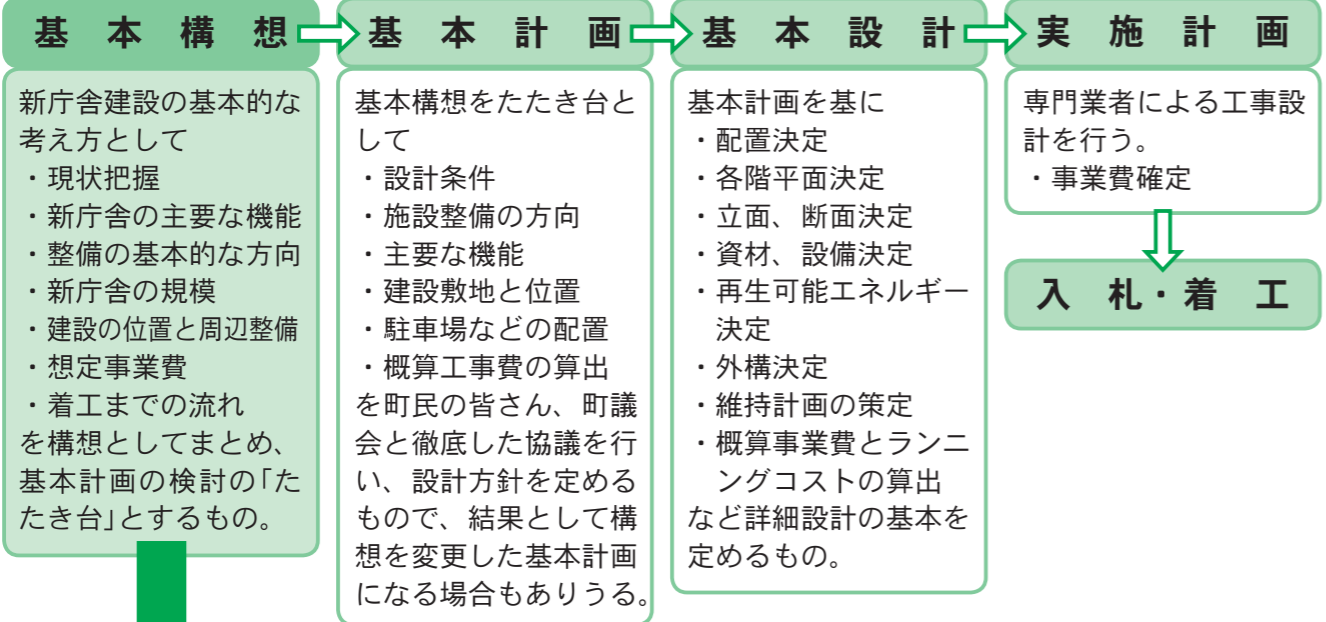 基本構想
新庁舎建設の基本的な
考え方として
・現状把握
・新庁舎の主要な機能
・整備の基本的な方向
・新庁舎の規模
・建設の位置と周辺整備
・想定事業費
・着工までの流れ
を構想としてまとめ、
基本計画の検討の「た
たき台」とするもの。
基本計画
基本構想をたたき台と
して
・設計条件
・施設整備の方向
・主要な機能
・建設敷地と位置
・駐車場などの配置
・概算工事費の算出
を町民の皆さん、町議
会と徹底した協議を行
い、設計方針を定める
もので、結果として構
想を変更した基本計画
になる場合もありうる。
基本設計
基本計画を基に
・配置決定
・各階平面決定
・立面、断面決定
・資材、設備決定
・再生可能エネルギー
決定
・外構決定
・維持計画の策定
・概算事業費とランニ
ングコストの算出
など詳細設計の基本を
定めるもの。
実施計画
専門業者による工事設
計を行う。
・事業費確定
入札・着工